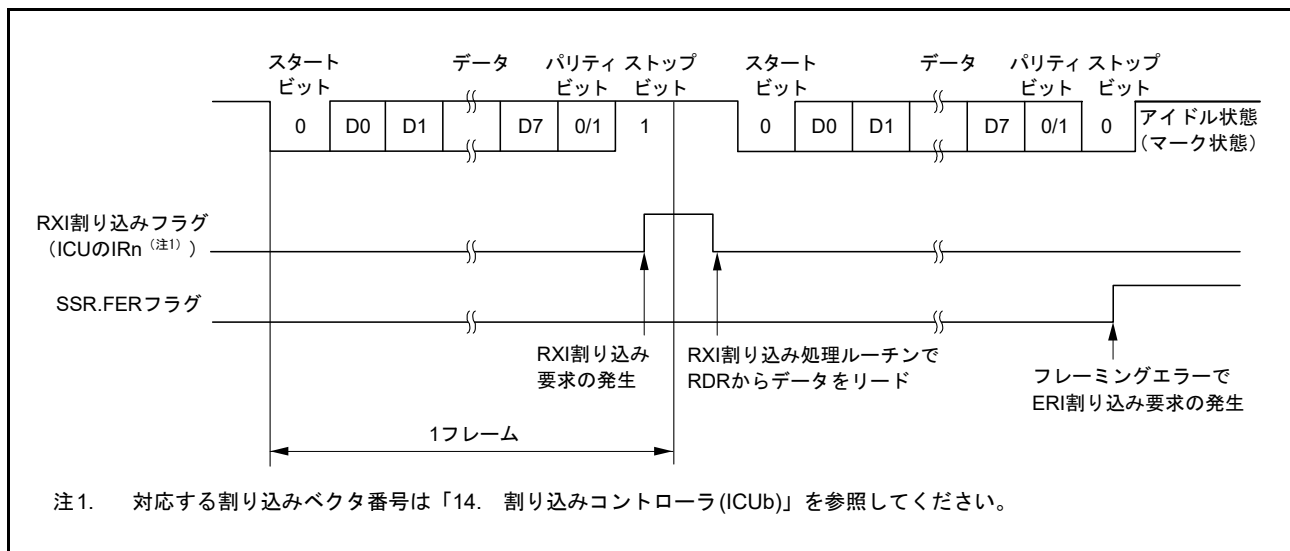 スタート データ パリティ ストップ スタート データ パリティ ストップ
ビット ビット ビット ビット ビット ビット
0 D0 D1 D7 0/1 1 0 D0 D1 D7 0/1 0 アイドル状態
(マーク状態)
RXI割り込みフラグ
(ICUのIRn (注1) )
SSR.FERフラグ
RXI割り込み
要求の発生
RXI割り込み処理ルーチンで
RDRからデータをリード
フレーミングエラーで
ERI割り込み要求の発生
1フレーム
注1. 対応する割り込みベクタ番号は「14. 割り込みコントローラ(ICUb)」を参照してください。